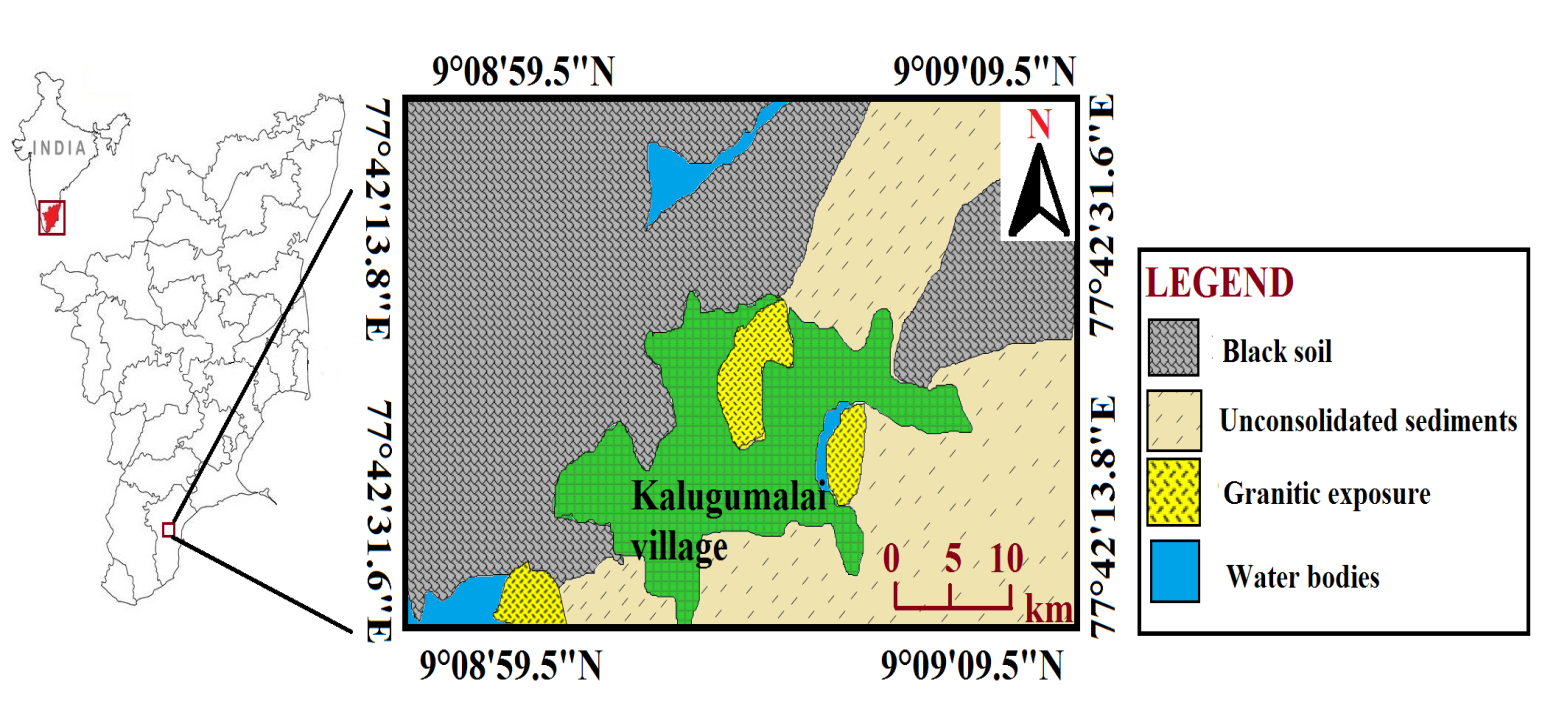 INDIA
9°08'59.5"N
9°09'09.5"N
77°42'13.8"E
77°42'31.6"E
N
77°42'31.6"E
77°42'13.8"E
Kalugumalai
village
0 5 10
km
9°08'59.5"N
9°09'09.5"N
LEGEND
Black soil
Unconsolidated sediments
Granitic exposure
Water bodies